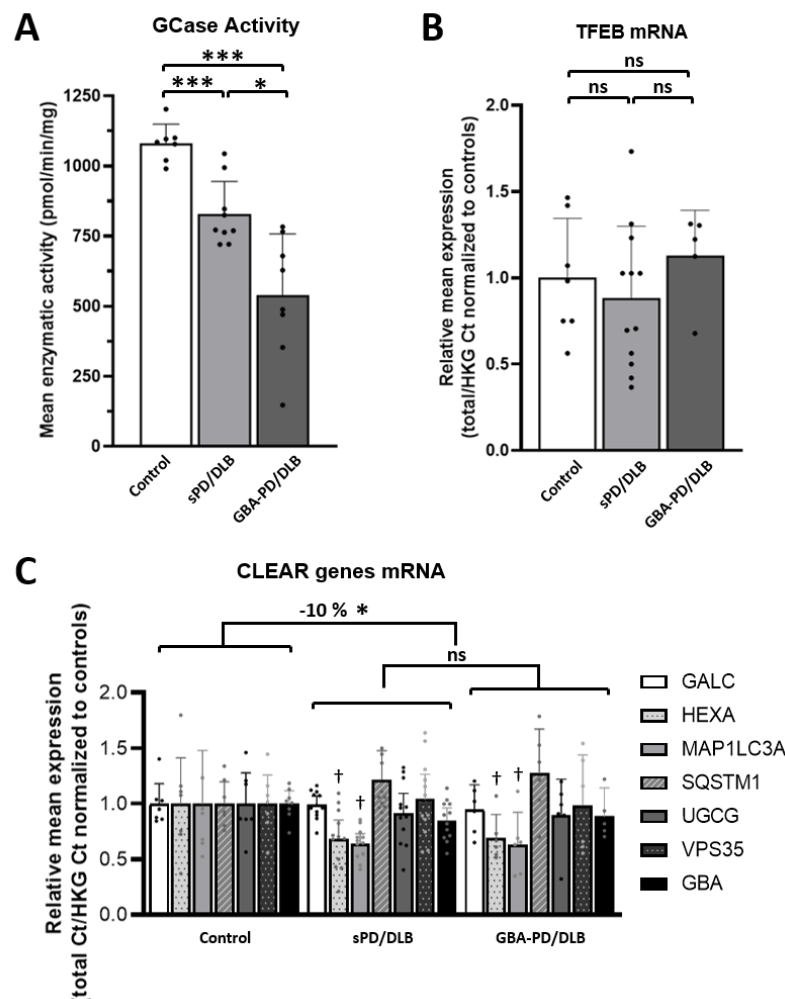 A
GCase Activity
***
***
*
Mean enzymatic activity (pmol/min/mg)
1250
1000
750
500
250
0
Control
sPD/DLB
GBA-PD/DLB
B
TFEB mRNA
ns
ns
ns
Relative mean expression
(total/HKG Ct normalized to controls)
2.0
1.5
1.0
0.5
0.0
Control
sPD/DLB
GBA-PD/DLB
C
CLEAR genes mRNA
-10 % *
ns
Relative mean expression
(total Ct/HKG Ct normalized to controls)
2.0
1.5
1.0
0.5
0.0
†
†
†
†
Control
sPD/DLB
GBA-PD/DLB
GALC
HEXA
MAP1LC3A
SQSTM1
UGCG
VPS35
GBA